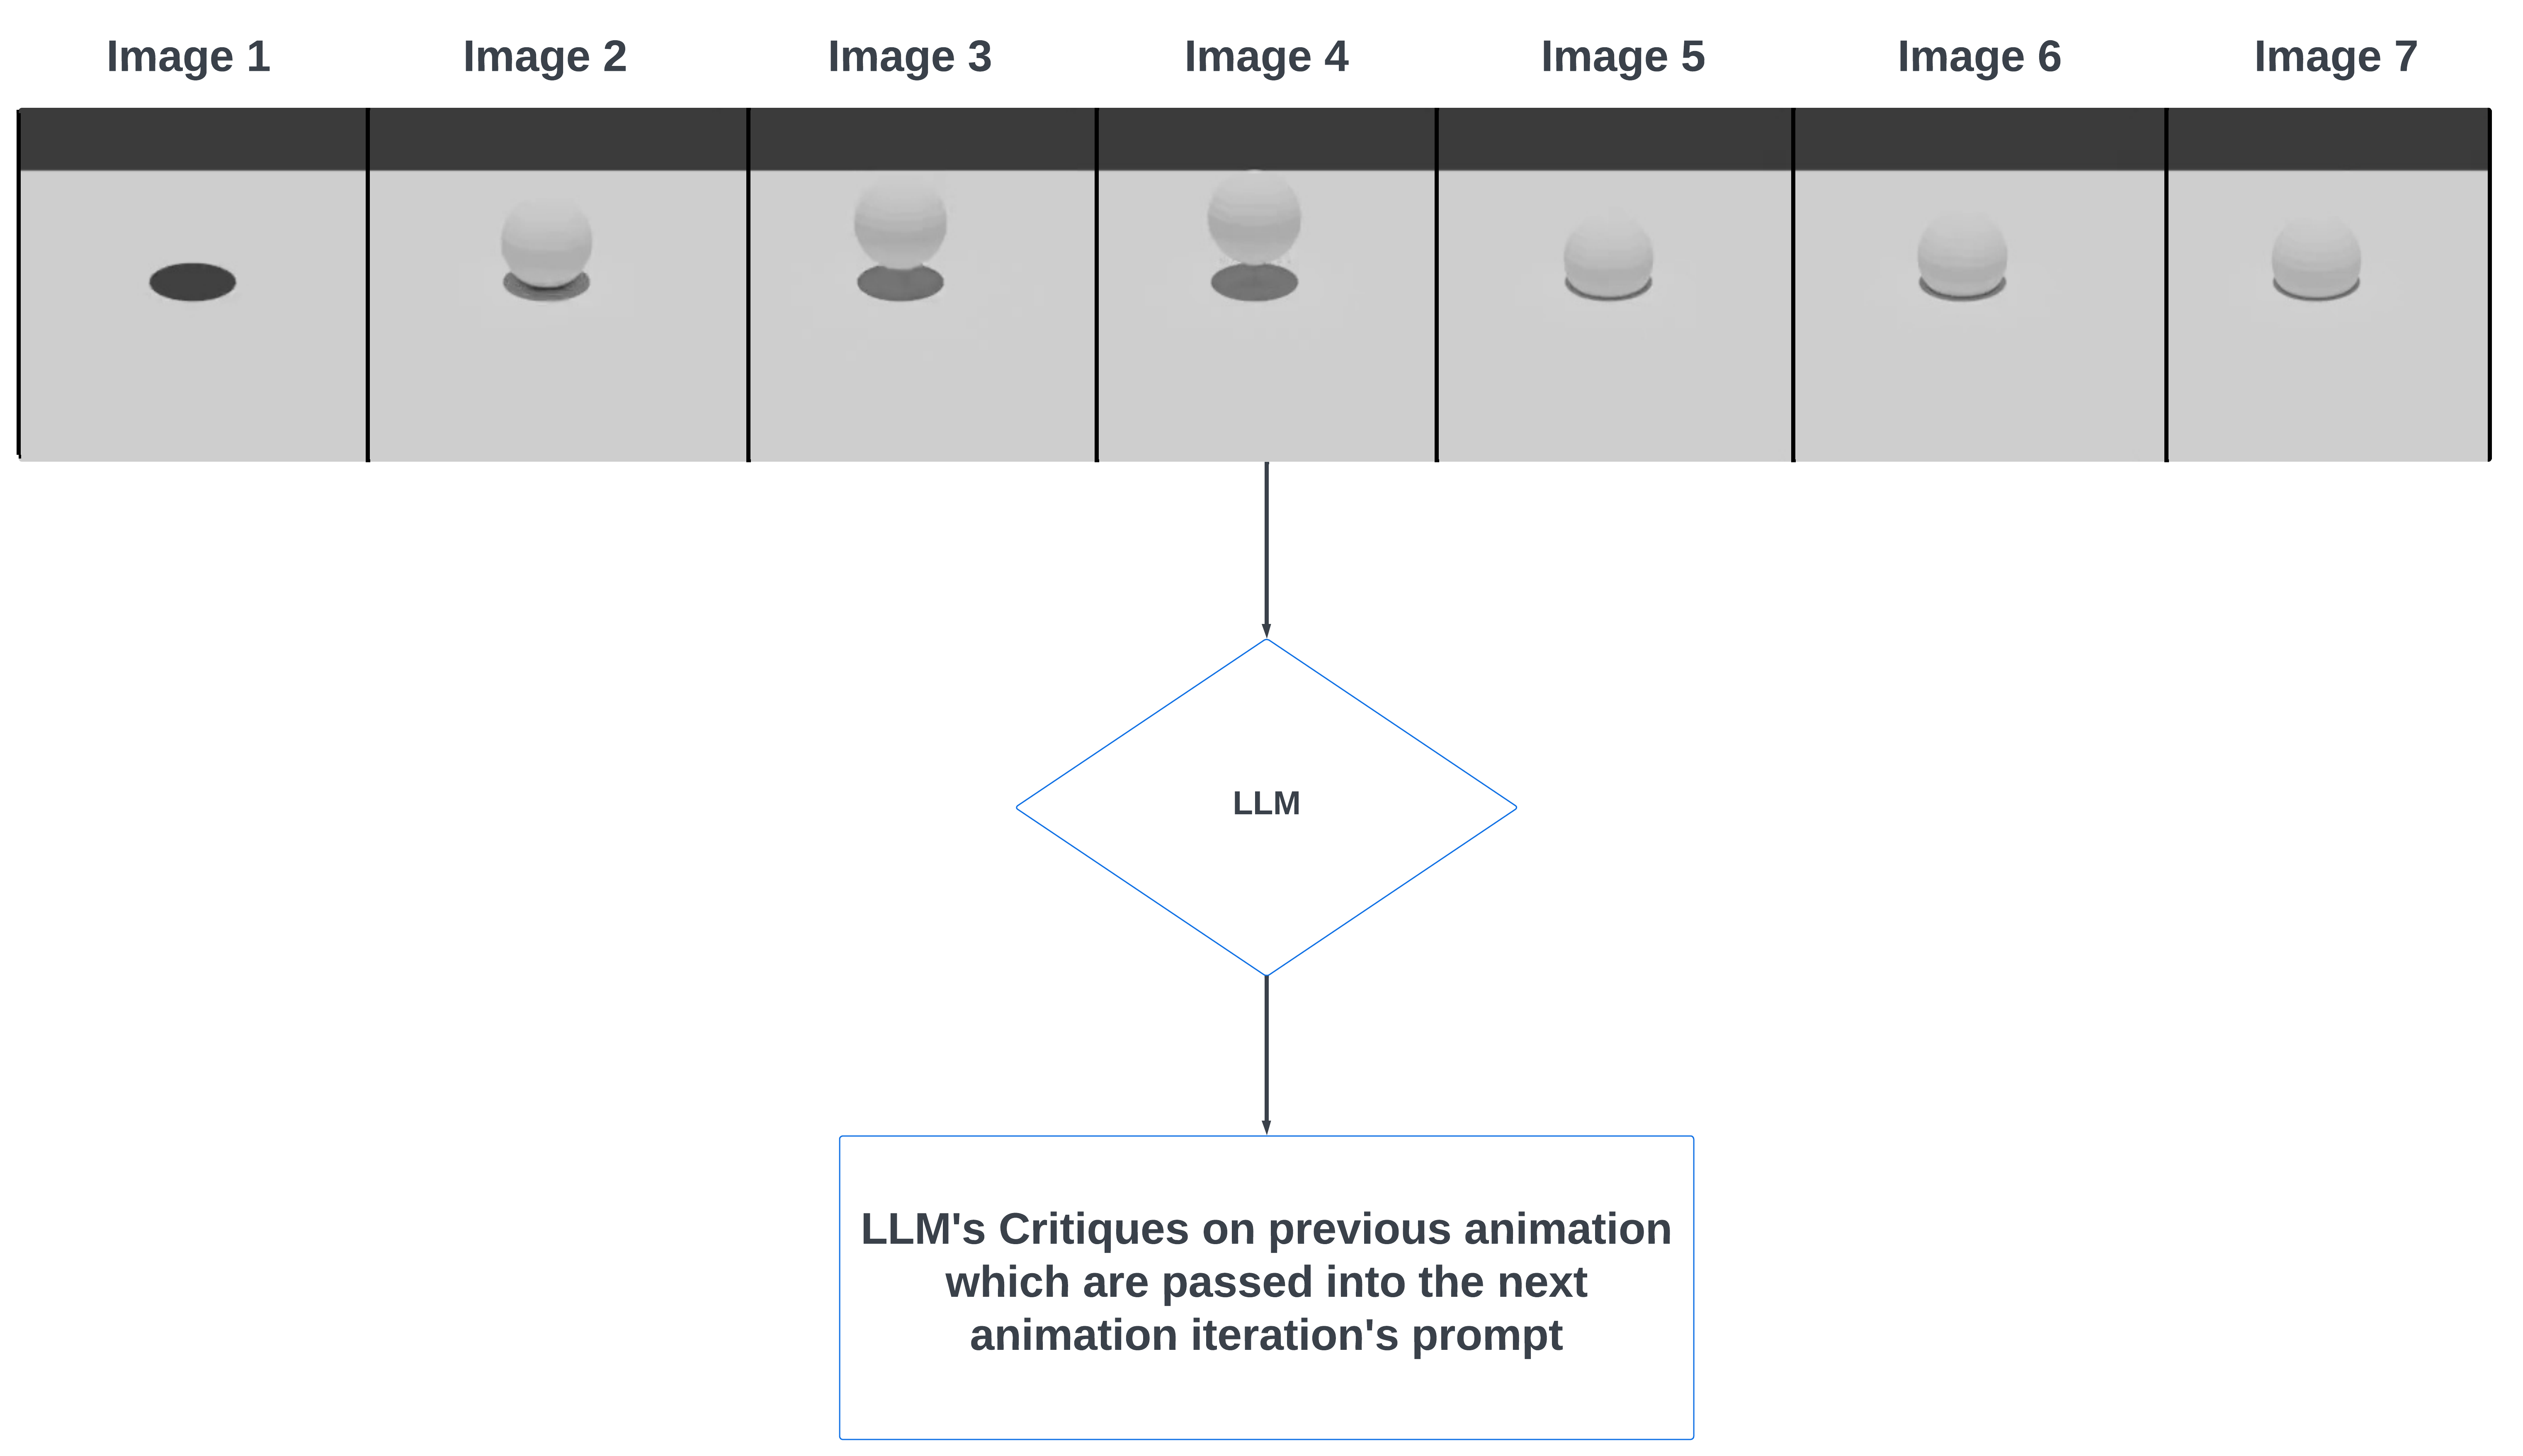 Image 1
Image 2
Image 3
Image 4
Image 5
Image 6
Image 7
LLM
LLM's Critiques on previous animation
which are passed into the next
animation iteration's prompt